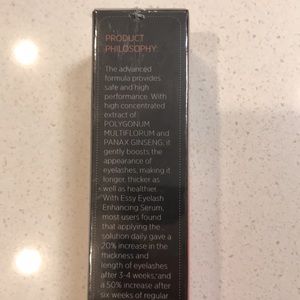 PRODUCT
PHILOSOPHY:
The advanced
formula provides
safe and high
performance. With
high concentrated
extract of
POLYGONUM
MULTIFLORUM and
PANAX GINSENG; it
gently boosts the
appearance of
eyelashes, making it
longer, thicker as
well as healthier.
With Essy Eyelash
Enhancing Serum,
most users found
that applying the
solution daily gave a
20% increase in the
thickness and
length of eyelashes
after 3-4 weeks, and
a 50% increase after
six weeks of regular